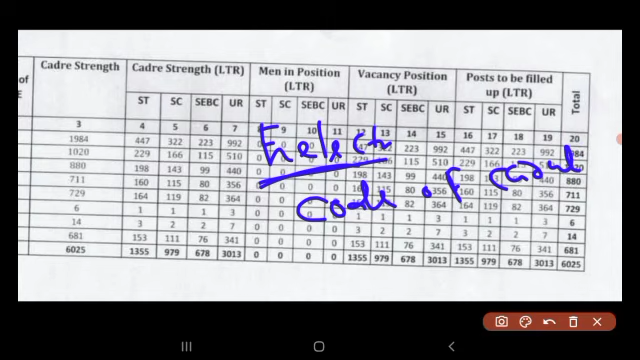 Cadre Strength Cadre Strength (LTR) Men in Position (LTR) Vacancy Position (LTR) Posts to be filled up (LTR) Total
of
E ST SC SEBC UR ST SC SEBC UR ST SC SEBC UR ST SC SEBC UR
3 4 5 6 7 9 10 11 12 13 14 15 16 17 18 19 20
1984 447 322 223 992 223 992 447 322 223 992
1020 229 166 115 510 115 510 229 166 115
880 198 143 99 440 0 0 0 0 198 143 99 440 198 880
711 160 115 80 356 0 0 0 0 115 80 356 160 115 80 356 711
729 164 119 82 364 0 0 0 82 364 164 119 82 364 729
6 1 1 1 3 0 0 0 0 1 1 1 3 1 1 1 3 6
14 3 2 2 7 0 0 0 0 3 2 2 7 3 2 2 7 14
681 153 111 76 341 0 0 0 0 153 111 76 341 153 111 76 341 681
6025 1355 979 678 3013 0 0 0 0 1355 979 678 3013 1355 979 678 3013 6025
code of